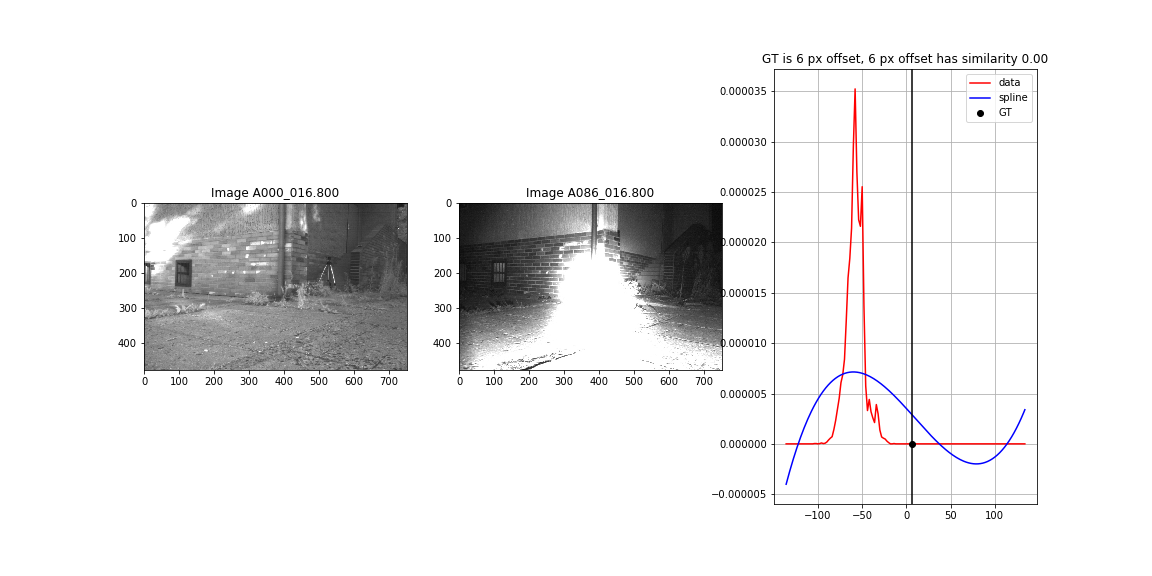 GT is 6 px offset, 6 px offset has similarity 0.00
Image A000_016.800
0
100
200
300
400
0 100 200 300 400 500 600 700
Image A086_016.800
0
100
200
300
400
0 100 200 300 400 500 600 700
data
spline
GT
0.000035
0.000030
0.000025
0.000020
0.000015
0.000010
0.000005
0.000000
−0.000005
−100 −50 0 50 100